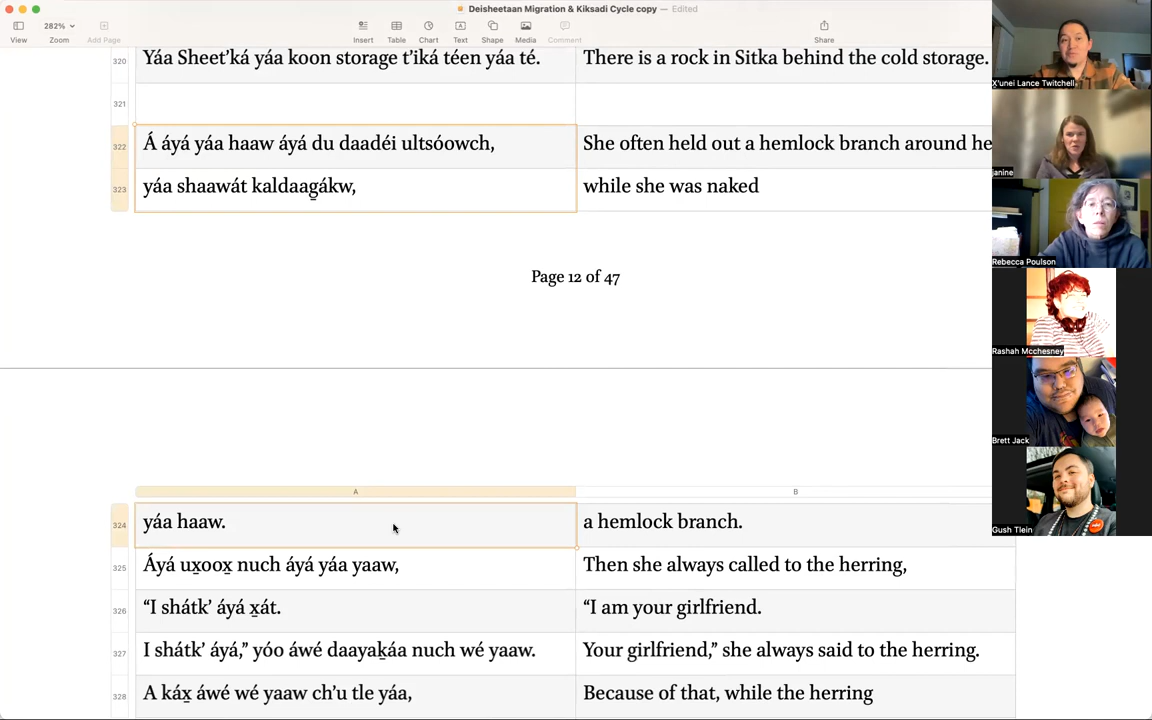 Deisheetaan Migration & Kiksadi Cycle copy — Edited
282%
View Zoom Add Page Insert Table Chart Shape Text Media Comment Share
320 Yáa Sheet’ká yáa koon storage t’iká téen yáa té. There is a rock in Sitka behind the cold storage.
321
322 Á áyá yáa haaw áyá du daadéi ultsóowch, She often held out a hemlock branch around he
323 yáa shaawát kaldaag̱ákw, while she was naked
Page 12 of 47
A B
324 yáa haaw. a hemlock branch.
325 Áyá ux̱oox̱ nuch áyá yáa yaaw, Then she always called to the herring,
326 “I shátk’ áyá x̱át. “I am your girlfriend.
327 I shátk’ áyá,” yóo áwé daayaḵáa nuch wé yaaw. Your girlfriend,” she always said to the herring.
328 A káx̱ áwé wé yaaw ch’u tle yáa, Because of that, while the herring
X̱'unei Lance Twitchell
janine
Rebecca Poulson
Rashah Mcchesney
Brett Jack
Gush Tlein